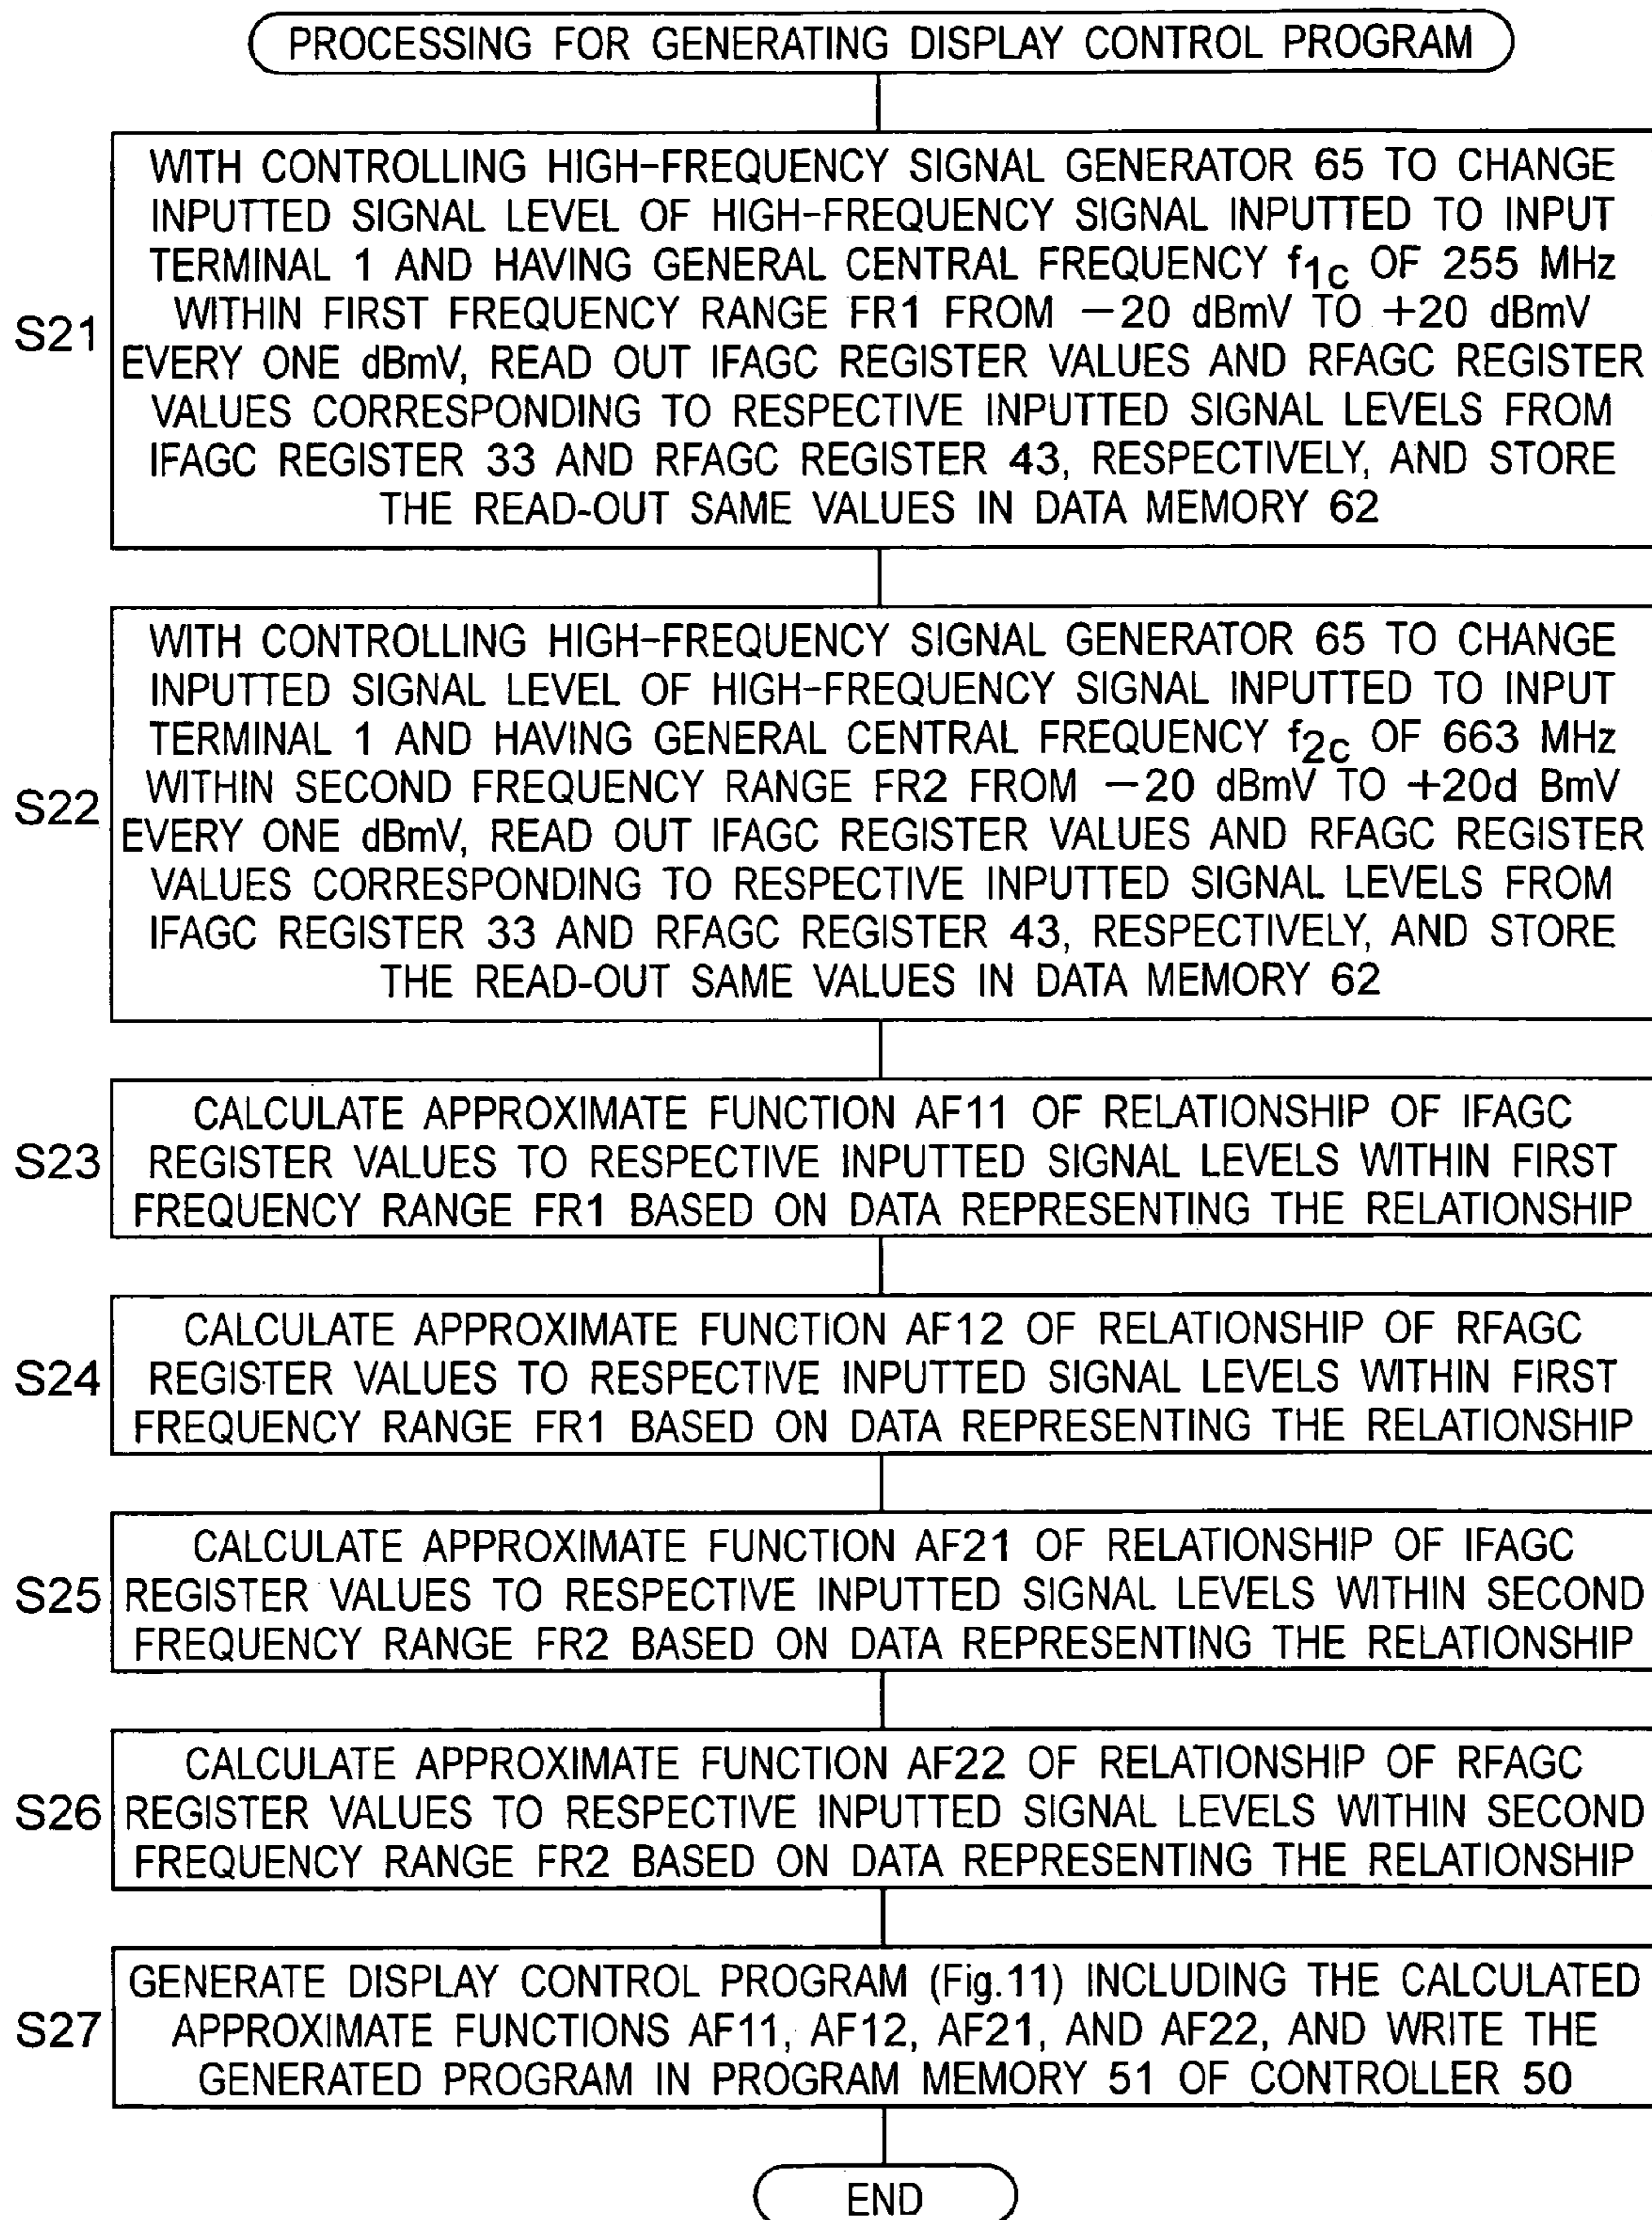 PROCESSING FOR GENERATING DISPLAY CONTROL PROGRAM
S21
WITH CONTROLLING HIGH-FREQUENCY SIGNAL GENERATOR 65 TO CHANGE
INPUTTED SIGNAL LEVEL OF HIGH-FREQUENCY SIGNAL INPUTTED TO INPUT
TERMINAL 1 AND HAVING GENERAL CENTRAL FREQUENCY f1c OF 255 MHz
WITHIN FIRST FREQUENCY RANGE FR1 FROM -20 dBmV TO +20 dBmV
EVERY ONE dBmV, READ OUT IFAGC REGISTER VALUES AND RFAGC REGISTER
VALUES CORRESPONDING TO RESPECTIVE INPUTTED SIGNAL LEVELS FROM
IFAGC REGISTER 33 AND RFAGC REGISTER 43, RESPECTIVELY, AND STORE
THE READ-OUT SAME VALUES IN DATA MEMORY 62
S22
WITH CONTROLLING HIGH-FREQUENCY SIGNAL GENERATOR 65 TO CHANGE
INPUTTED SIGNAL LEVEL OF HIGH-FREQUENCY SIGNAL INPUTTED TO INPUT
TERMINAL 1 AND HAVING GENERAL CENTRAL FREQUENCY f2c OF 663 MHz
WITHIN SECOND FREQUENCY RANGE FR2 FROM -20 dBmV TO +20d BmV
EVERY ONE dBmV, READ OUT IFAGC REGISTER VALUES AND RFAGC REGISTER
VALUES CORRESPONDING TO RESPECTIVE INPUTTED SIGNAL LEVELS FROM
IFAGC REGISTER 33 AND RFAGC REGISTER 43, RESPECTIVELY, AND STORE
THE READ-OUT SAME VALUES IN DATA MEMORY 62
S23
CALCULATE APPROXIMATE FUNCTION AF11 OF RELATIONSHIP OF IFAGC
REGISTER VALUES TO RESPECTIVE INPUTTED SIGNAL LEVELS WITHIN FIRST
FREQUENCY RANGE FR1 BASED ON DATA REPRESENTING THE RELATIONSHIP
S24
CALCULATE APPROXIMATE FUNCTION AF12 OF RELATIONSHIP OF RFAGC
REGISTER VALUES TO RESPECTIVE INPUTTED SIGNAL LEVELS WITHIN FIRST
FREQUENCY RANGE FR1 BASED ON DATA REPRESENTING THE RELATIONSHIP
S25
CALCULATE APPROXIMATE FUNCTION AF21 OF RELATIONSHIP OF IFAGC
REGISTER VALUES TO RESPECTIVE INPUTTED SIGNAL LEVELS WITHIN SECOND
FREQUENCY RANGE FR2 BASED ON DATA REPRESENTING THE RELATIONSHIP
S26
CALCULATE APPROXIMATE FUNCTION AF22 OF RELATIONSHIP OF RFAGC
REGISTER VALUES TO RESPECTIVE INPUTTED SIGNAL LEVELS WITHIN SECOND
FREQUENCY RANGE FR2 BASED ON DATA REPRESENTING THE RELATIONSHIP
S27
GENERATE DISPLAY CONTROL PROGRAM (Fig.11) INCLUDING THE CALCULATED
APPROXIMATE FUNCTIONS AF11, AF12, AF21, AND AF22, AND WRITE THE
GENERATED PROGRAM IN PROGRAM MEMORY 51 OF CONTROLLER 50
END